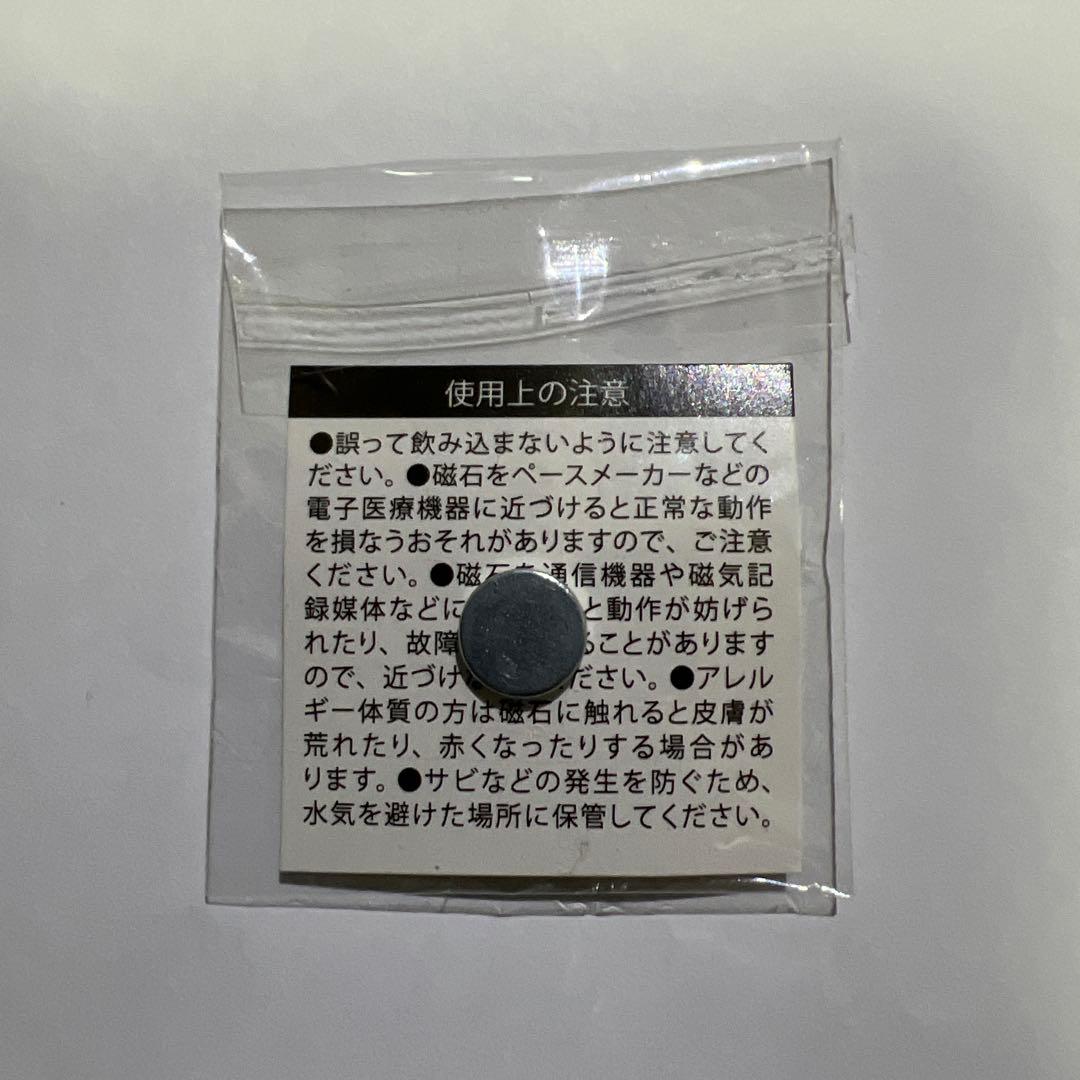 使用上の注意
●誤って飲み込まないように注意してく
ださい。●磁石をペースメーカーなどの
電子医療機器に近づけると正常な動作
を損なうおそれがありますので、ご注意
ください。●磁石を通信機器や磁気記
録媒体などに と動作が妨げら
れたり、故障 ることがあります
ので、近づけ ださい。●アレル
ギー体質の方は磁石に触れると皮膚が
荒れたり、赤くなったりする場合があ
ります。●サビなどの発生を防ぐため、
水気を避けた場所に保管してください。